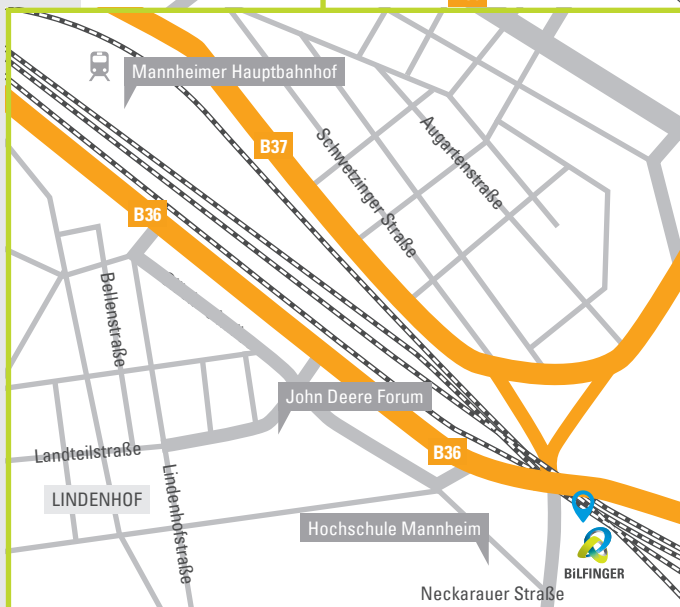 Mannheimer Hauptbahnhof
B37
Schwetzinger Straße
Augartenstraße
B36
Bellenstraße
John Deere Forum
Landteilstraße
B36
LINDENHOF
Lindenhofstraße
Hochschule Mannheim
BiLFINGER
Neckarauer Straße